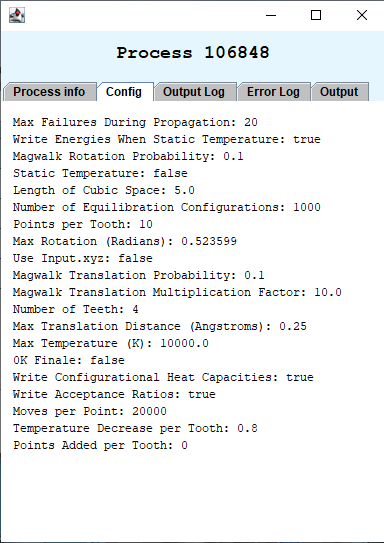 Process 106848
Process info Config Output Log Error Log Output
Max Failures During Propagation: 20
Write Energies When Static Temperature: true
Magwalk Rotation Probability: 0.1
Static Temperature: false
Length of Cubic Space: 5.0
Number of Equilibration Configurations: 1000
Points per Tooth: 10
Max Rotation (Radians): 0.523599
Use Input.xyz: false
Magwalk Translation Probability: 0.1
Magwalk Translation Multiplication Factor: 10.0
Number of Teeth: 4
Max Translation Distance (Angstroms): 0.25
Max Temperature (K): 10000.0
0K Finale: false
Write Configurational Heat Capacities: true
Write Acceptance Ratios: true
Moves per Point: 20000
Temperature Decrease per Tooth: 0.8
Points Added per Tooth: 0